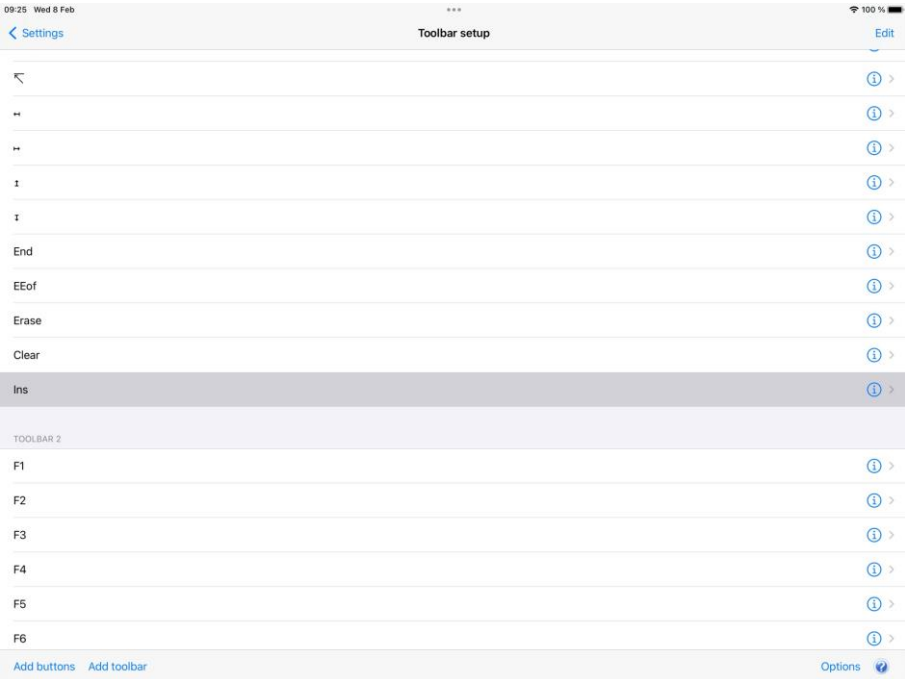 09:25 Wed 8 Feb
100 %
Settings
Toolbar setup
Edit
End
EEof
Erase
Clear
Ins
TOOLBAR 2
F1
F2
F3
F4
F5
F6
Add buttons Add toolbar
Options